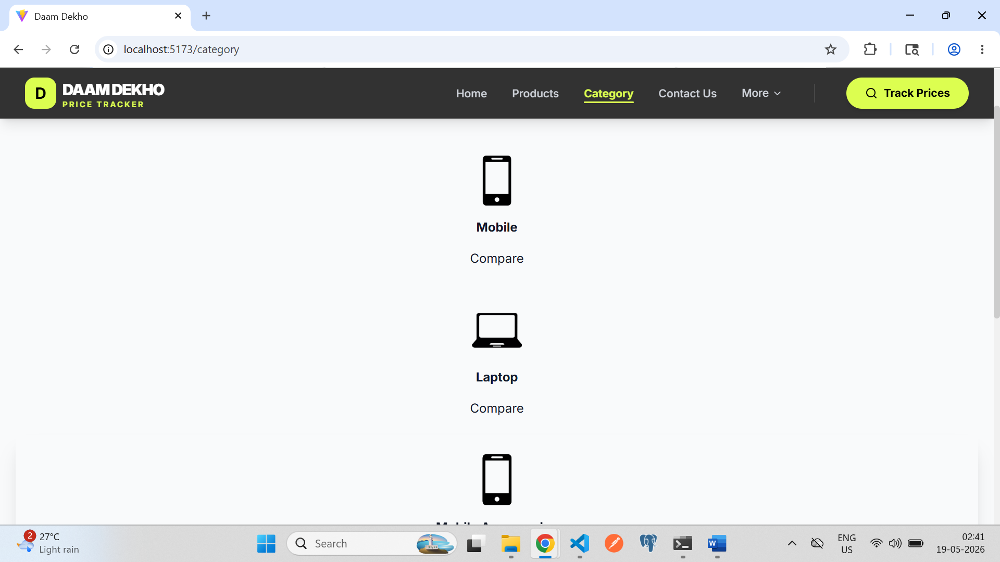 Daam Dekho
localhost:5173/category
D
DAAM DEKHO
PRICE TRACKER
Home
Products
Category
Contact Us
More
Track Prices
Mobile
Compare
Laptop
Compare
2
27°C
Light rain
Search
ENG
US
02:41
19-05-2026